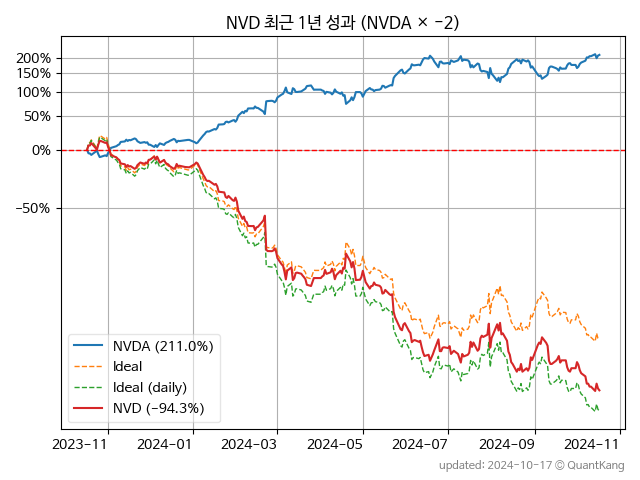 NVD 최근 1년 성과 (NVDA × −2)
200%
150%
100%
50%
0%
−50%
NVDA (211.0%)
Ideal
Ideal (daily)
NVD (−94.3%)
2023−11
2024−01
2024−03
2024−05
2024−07
2024−09
2024−11
updated: 2024-10-17 © QuantKang